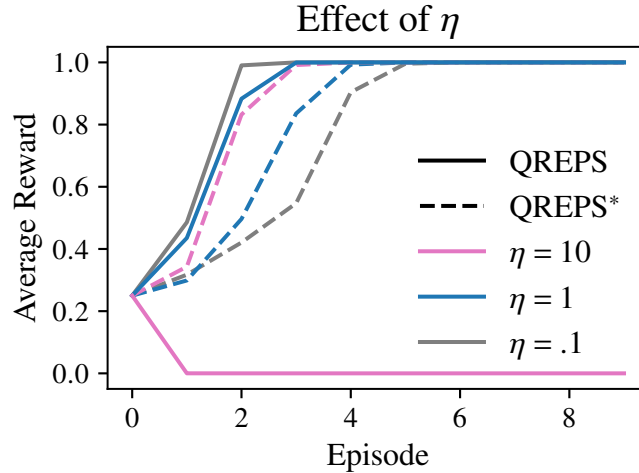 Effect of η
Average Reward
1.0
0.8
0.6
0.4
0.2
0.0
QREPS
QREPS*
η = 10
η = 1
η = .1
0 2 4 6 8
Episode